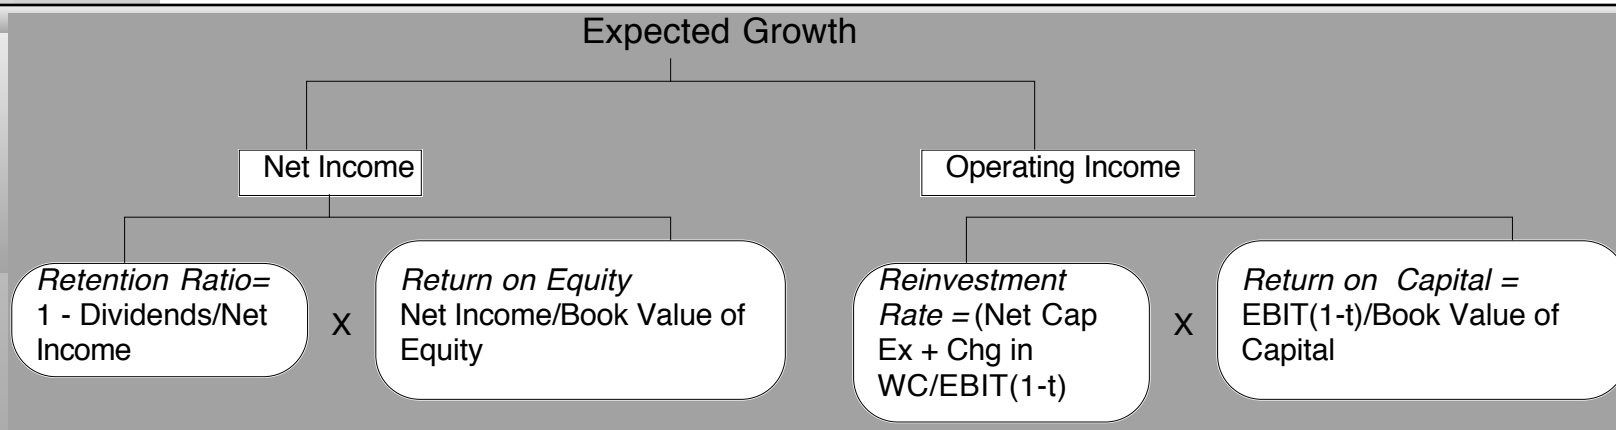 Expected Growth
Net Income
Operating Income
Retention Ratio=
1 - Dividends/Net
Income
X
Return on Equity
Net Income/Book Value of
Equity
Reinvestment
Rate = (Net Cap
Ex + Chg in
WC/EBIT(1-t)
X
Return on Capital =
EBIT(1-t)/Book Value of
Capital